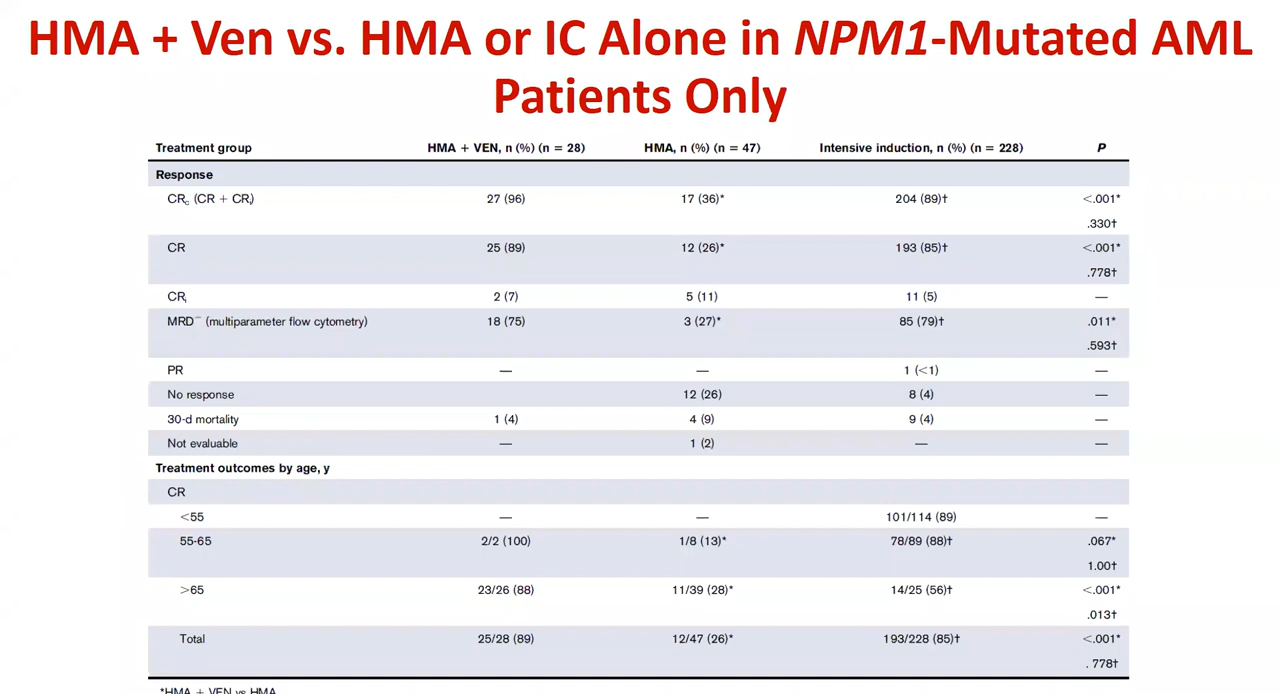 HMA + Ven vs. HMA or IC Alone in NPM1-Mutated AML
Patients Only
Treatment group HMA + VEN, n (%) (n = 28) HMA, n (%) (n = 47) Intensive induction, n (%) (n = 228) P
Response
CRc (CR + CRi) 27 (96) 17 (36)* 204 (89)† <.001*
.330†
CR 25 (89) 12 (26)* 193 (85)† <.001*
.778†
CRi 2 (7) 5 (11) 11 (5) —
MRD− (multiparameter flow cytometry) 18 (75) 3 (27)* 85 (79)† .011*
.593†
PR — — 1 (<1) —
No response 12 (26) 8 (4) —
30-d mortality 1 (4) 4 (9) 9 (4) —
Not evaluable — 1 (2) — —
Treatment outcomes by age, y
CR
<55 — — 101/114 (89) —
55-65 2/2 (100) 1/8 (13)* 78/89 (88)† .067*
1.00†
>65 23/26 (88) 11/39 (28)* 14/25 (56)† <.001*
.013†
Total 25/28 (89) 12/47 (26)* 193/228 (85)† <.001*
. 778†
*HMA + VEN vs HMA